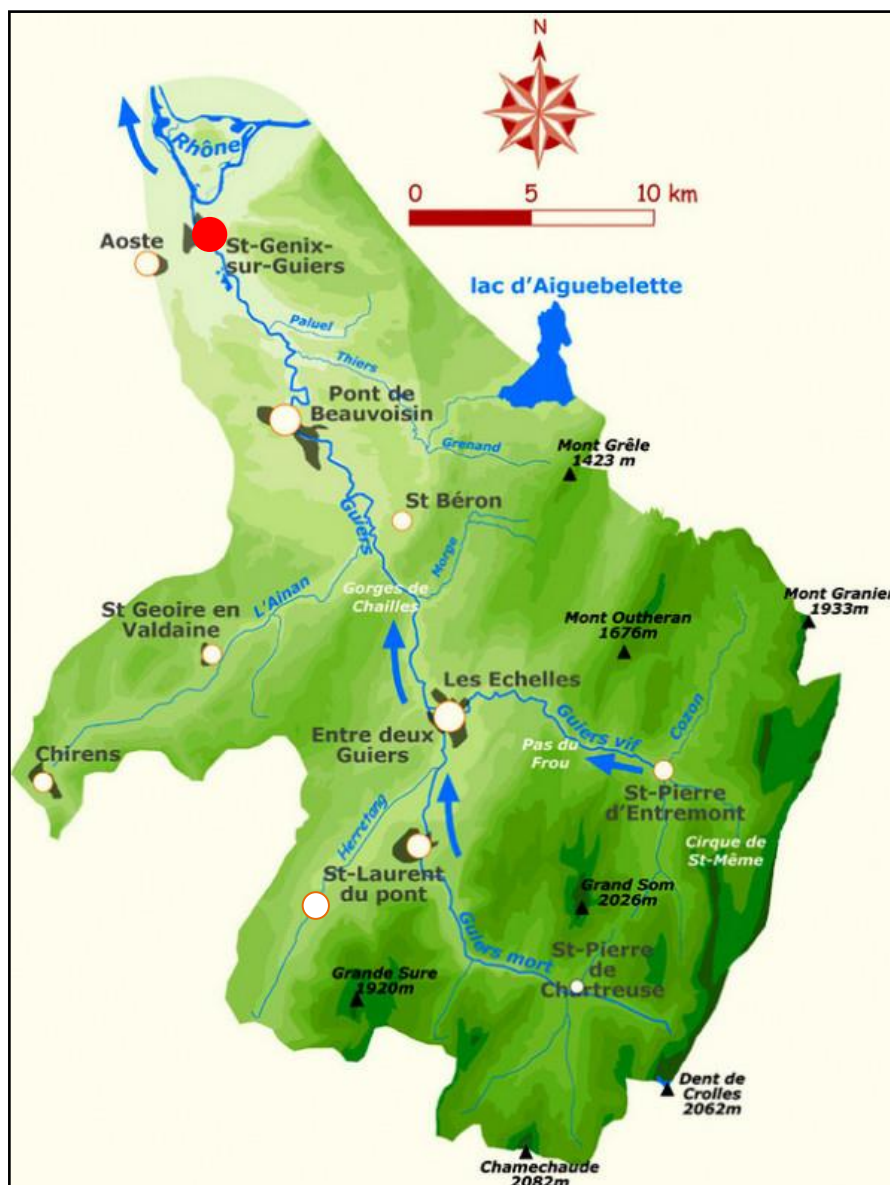 N
0 5 10 km
Rhône
Aoste
St-Genix-
sur-Guiers
lac d’Aiguebelette
Paluel
Thiers
Pont de
Beauvoisin
Grenand
Mont Grêle
1423 m
St Béron
Guiers
Morge
Gorges de
Chailles
L'Ainan
St Geoire en
Valdaine
Mont Granier
1933m
Mont Outheran
1676m
Les Echelles
Cozon
Guiers vif
Entre deux
Guiers
Pas du
Frou
Chirens
St-Pierre
d’Entremont
Herretang
Cirque de
St-Même
St-Laurent
du pont
Grand Som
2026m
Guiers mort
St-Pierre
de
Chartreuse
Grande Sure
1920m
Dent de
Crolles
2062m
Chamechaude
2082m